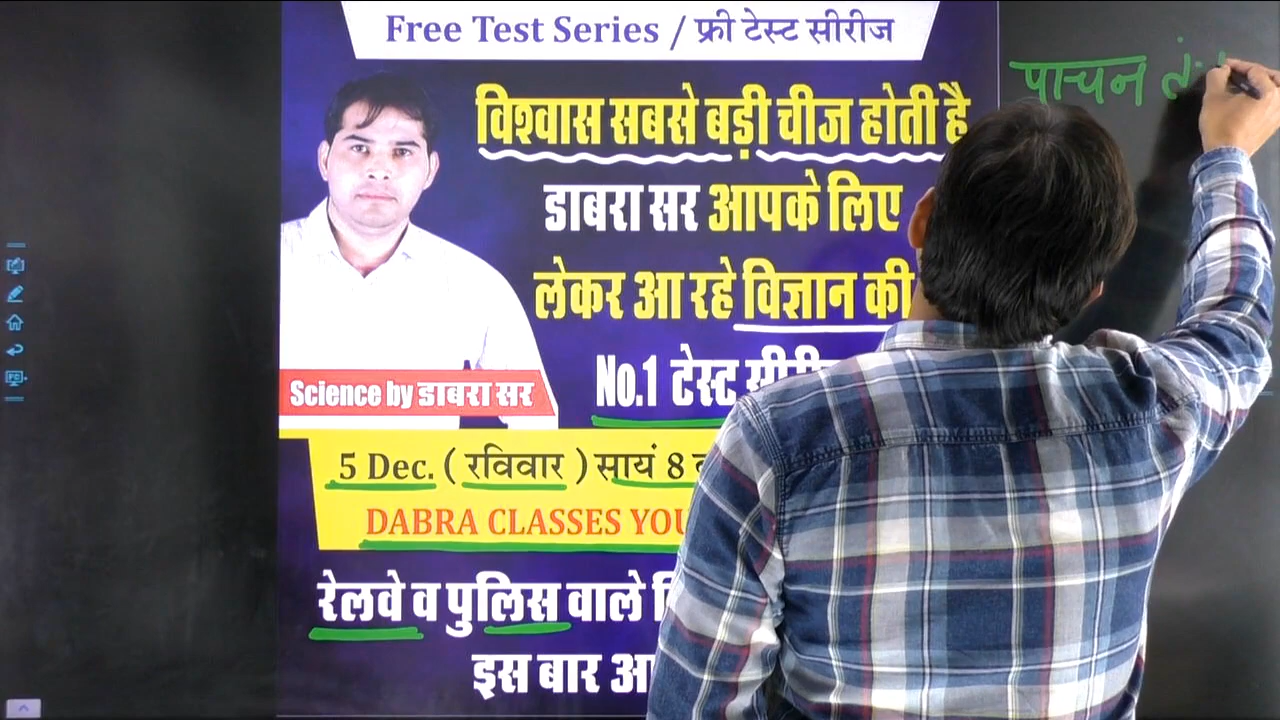 Free Test Series / फ्री टेस्ट सीरीज
पाचन
विश्वास सबसे बड़ी चीज होती है
डाबरा सर आपके लिए
लेकर आ रहे विज्ञान की
No.1 टेस्ट
Science by डाबरा सर
5 Dec. ( रविवार ) सायं 8
DABRA CLASSES
रेलवे व पुलिस वाले
इस बार